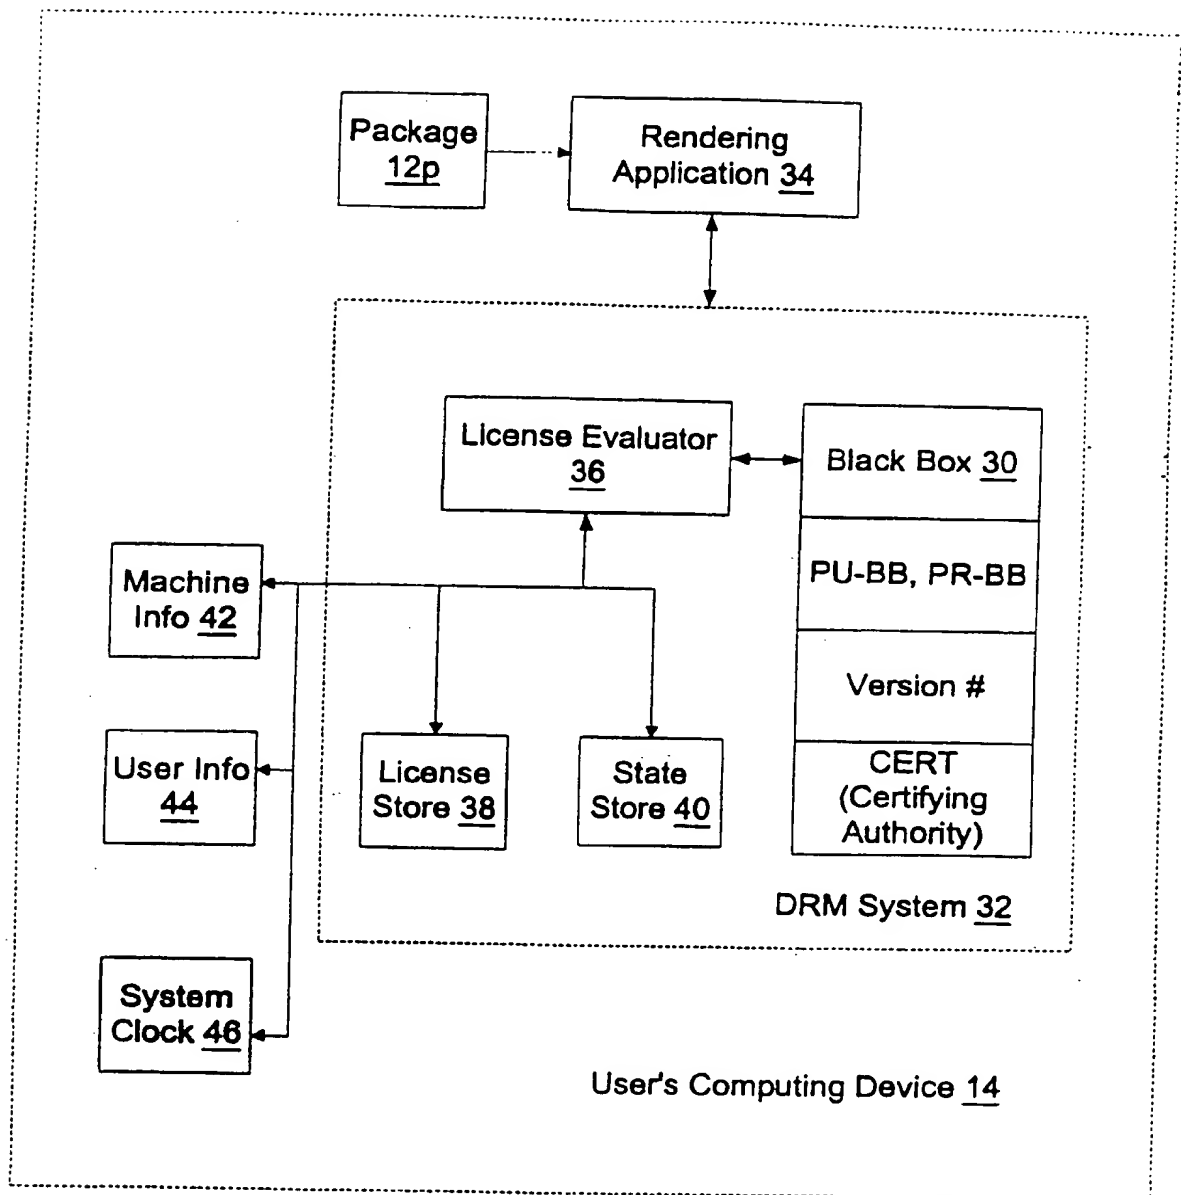 Package
12p
Rendering
Application 34
License Evaluator
36
Black Box 30
PU-BB, PR-BB
Version #
CERT
(Certifying
Authority)
Machine
Info 42
User Info
44
License
Store 38
State
Store 40
DRM System 32
System
Clock 46
User's Computing Device 14